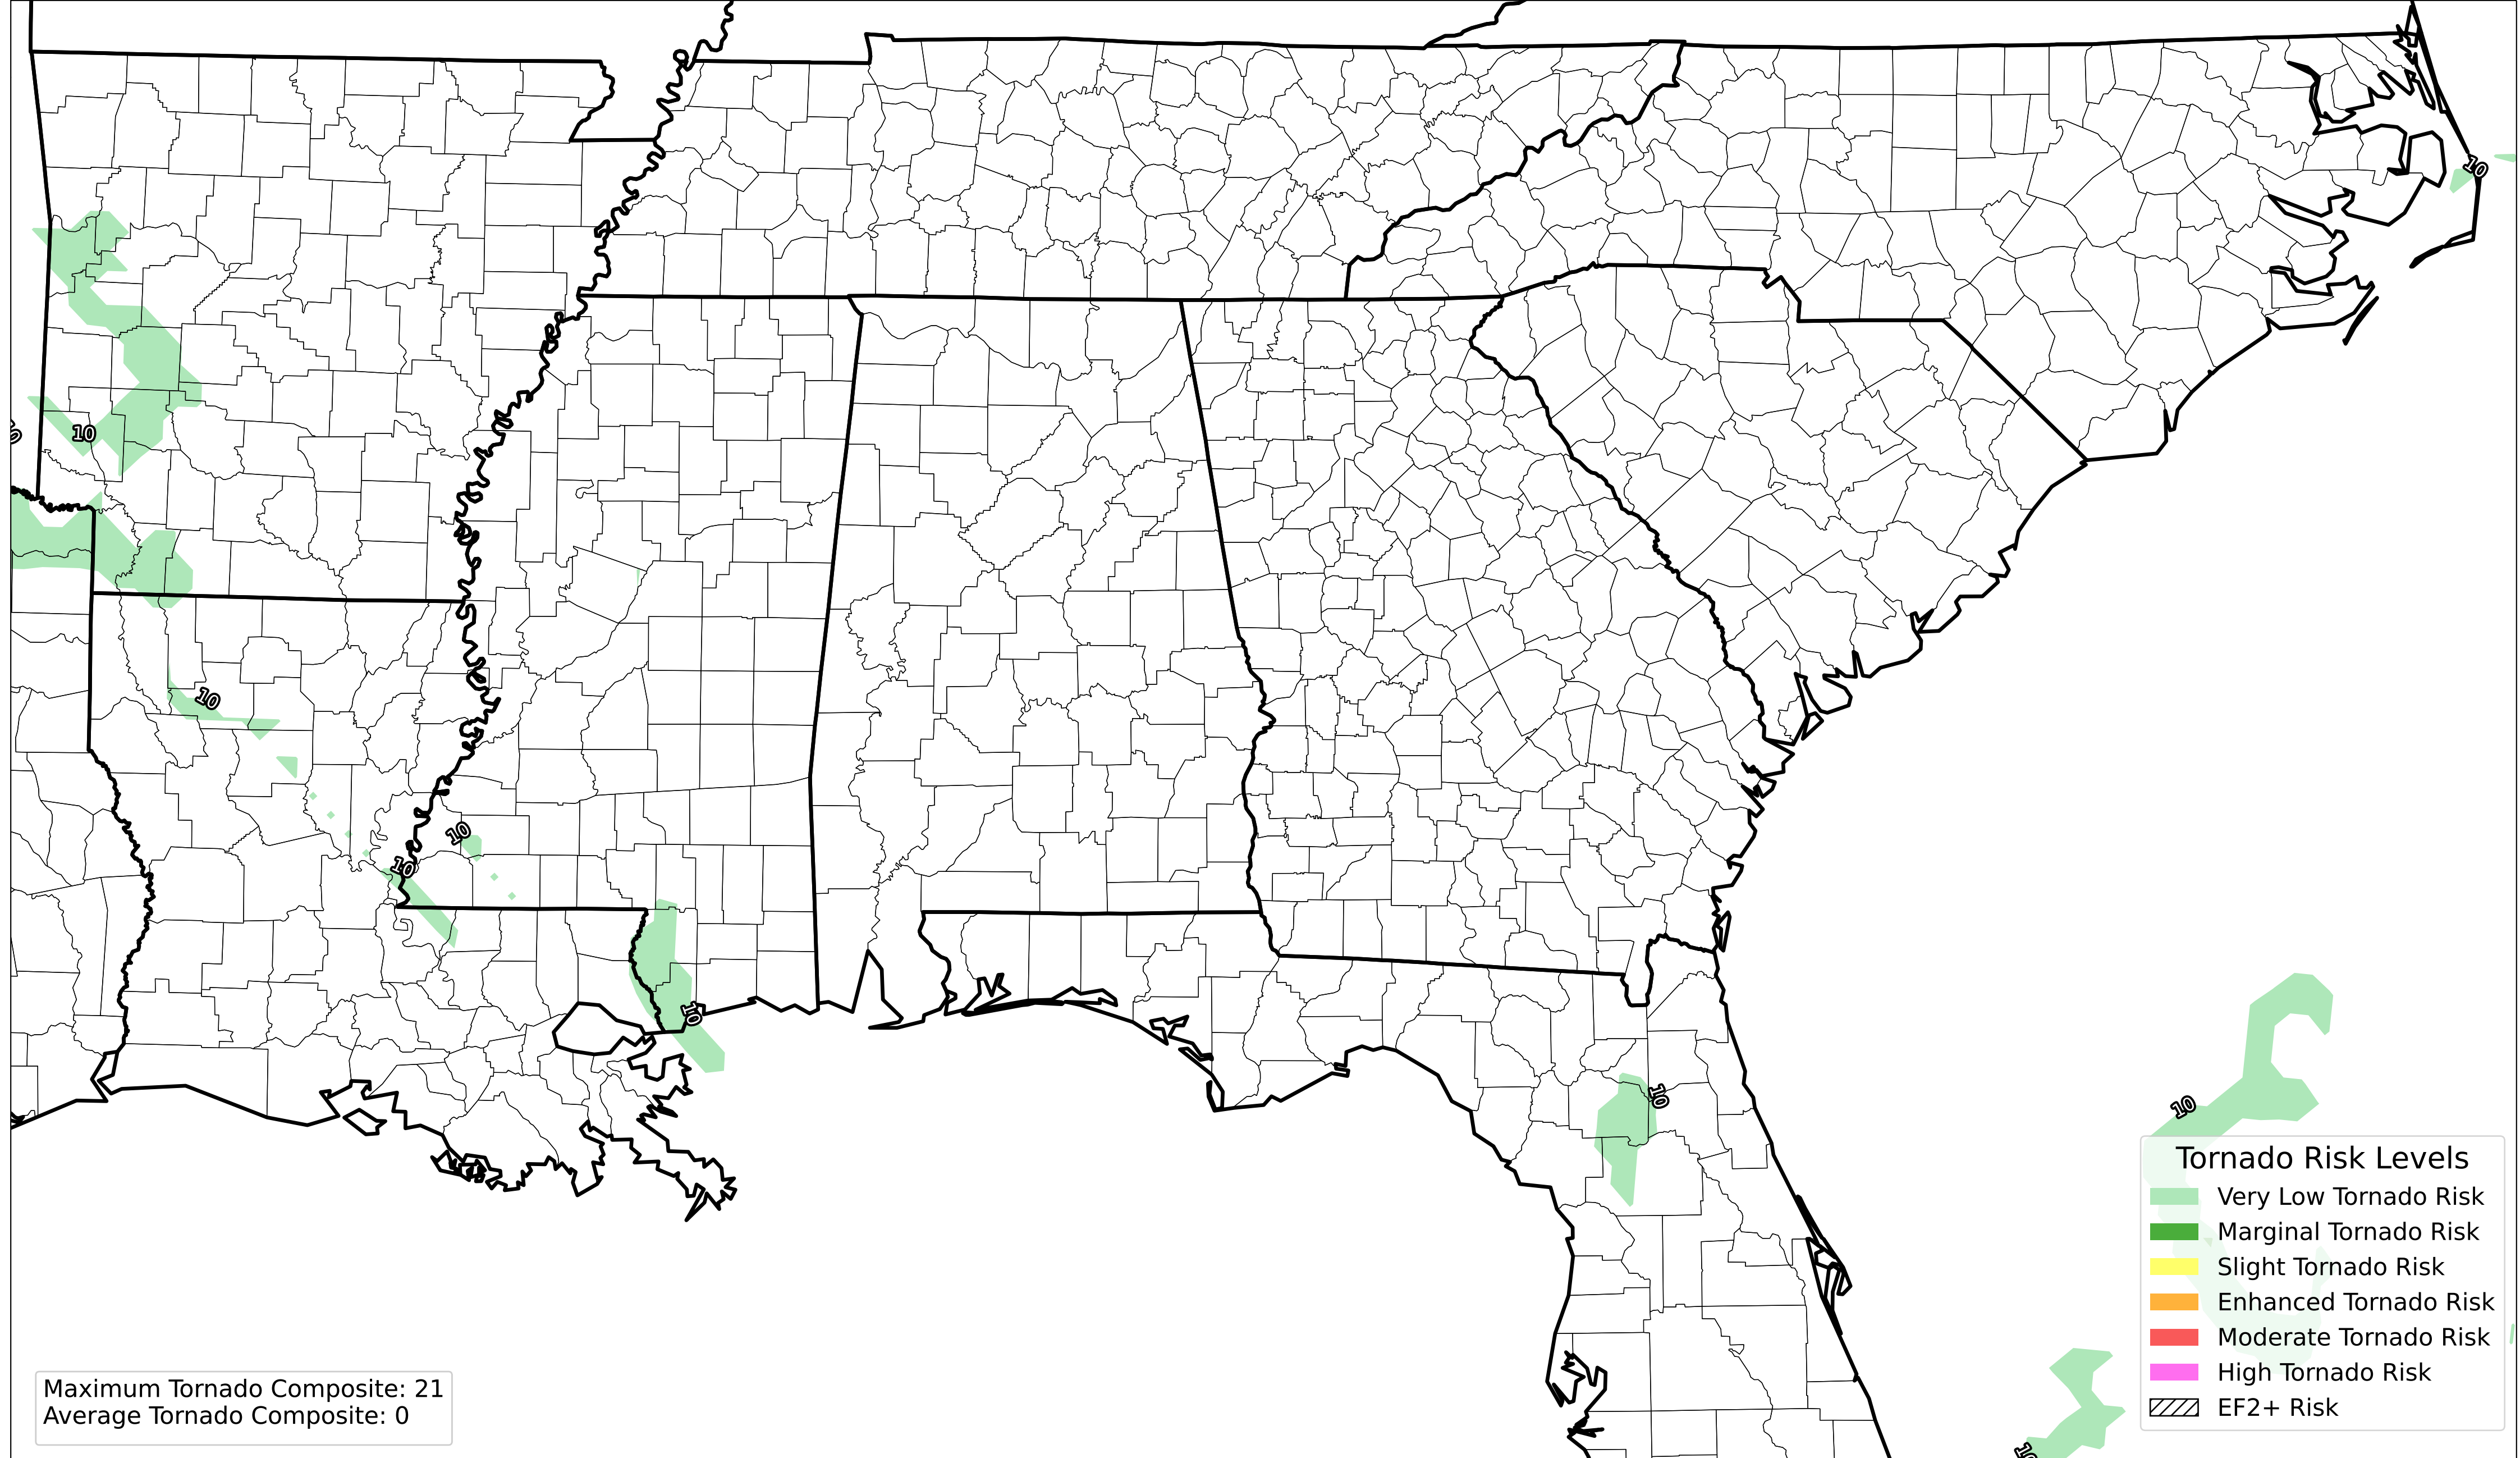 10
10
10
10
10
10
10
10
Tornado Risk Levels
Very Low Tornado Risk
Marginal Tornado Risk
Slight Tornado Risk
Enhanced Tornado Risk
Moderate Tornado Risk
High Tornado Risk
EF2+ Risk
Maximum Tornado Composite: 21
Average Tornado Composite: 0